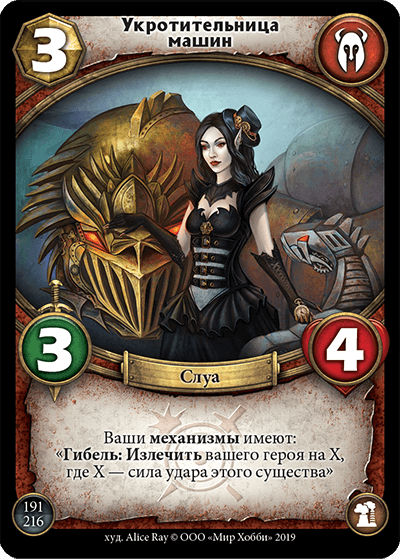 Укротительница
машин
3
3
4
Слуа
Ваши механизмы имеют:
«Гибель: Излечить вашего героя на X,
где X — сила удара этого существа»
191
216
худ. Alice Ray © ООО «Мир Хобби» 2019